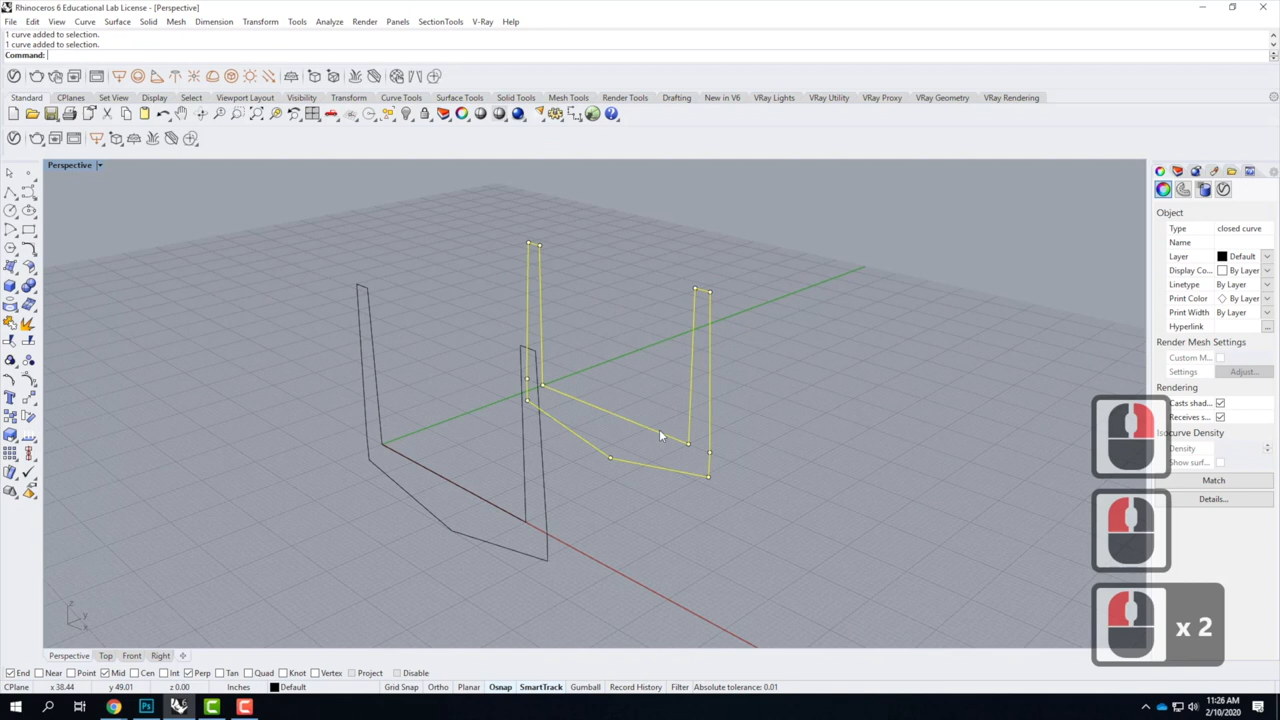 Rhinoceros 6 Educational Lab License - [Perspective]
File Edit View Curve Surface Solid Mesh Dimension Transform Tools Analyze Render Panels SectionTools V-Ray Help
1 curve added to selection.
1 curve added to selection.
Command:
Standard CPlanes Set View Display Select Viewport Layout Visibility Transform Curve Tools Surface Tools Solid Tools Mesh Tools Render Tools Drafting New in V6 VRay Lights VRay Utility VRay Proxy VRay Geometry VRay Rendering
Perspective
Object
Type closed curve
Name
Layer Default
Display Co... By Layer
Linetype By Layer
Print Color By Layer
Print Width By Layer
Hyperlink ...
Render Mesh Settings
Custom M...
Settings Adjust...
Rendering
Casts shad...
Receives s...
Isocurve Density
Density
Show surf...
Match
Details...
x 2
z
y
x
Perspective Top Front Right
End Near Point Mid Cen Int Perp Tan Quad Knot Vertex Project Disable
CPlane x 38.44 y 49.01 z 0.00 Inches Default Grid Snap Ortho Planar Osnap SmartTrack Gumball Record History Filter Absolute tolerance: 0.01
Ps
11:26 AM
2/10/2020